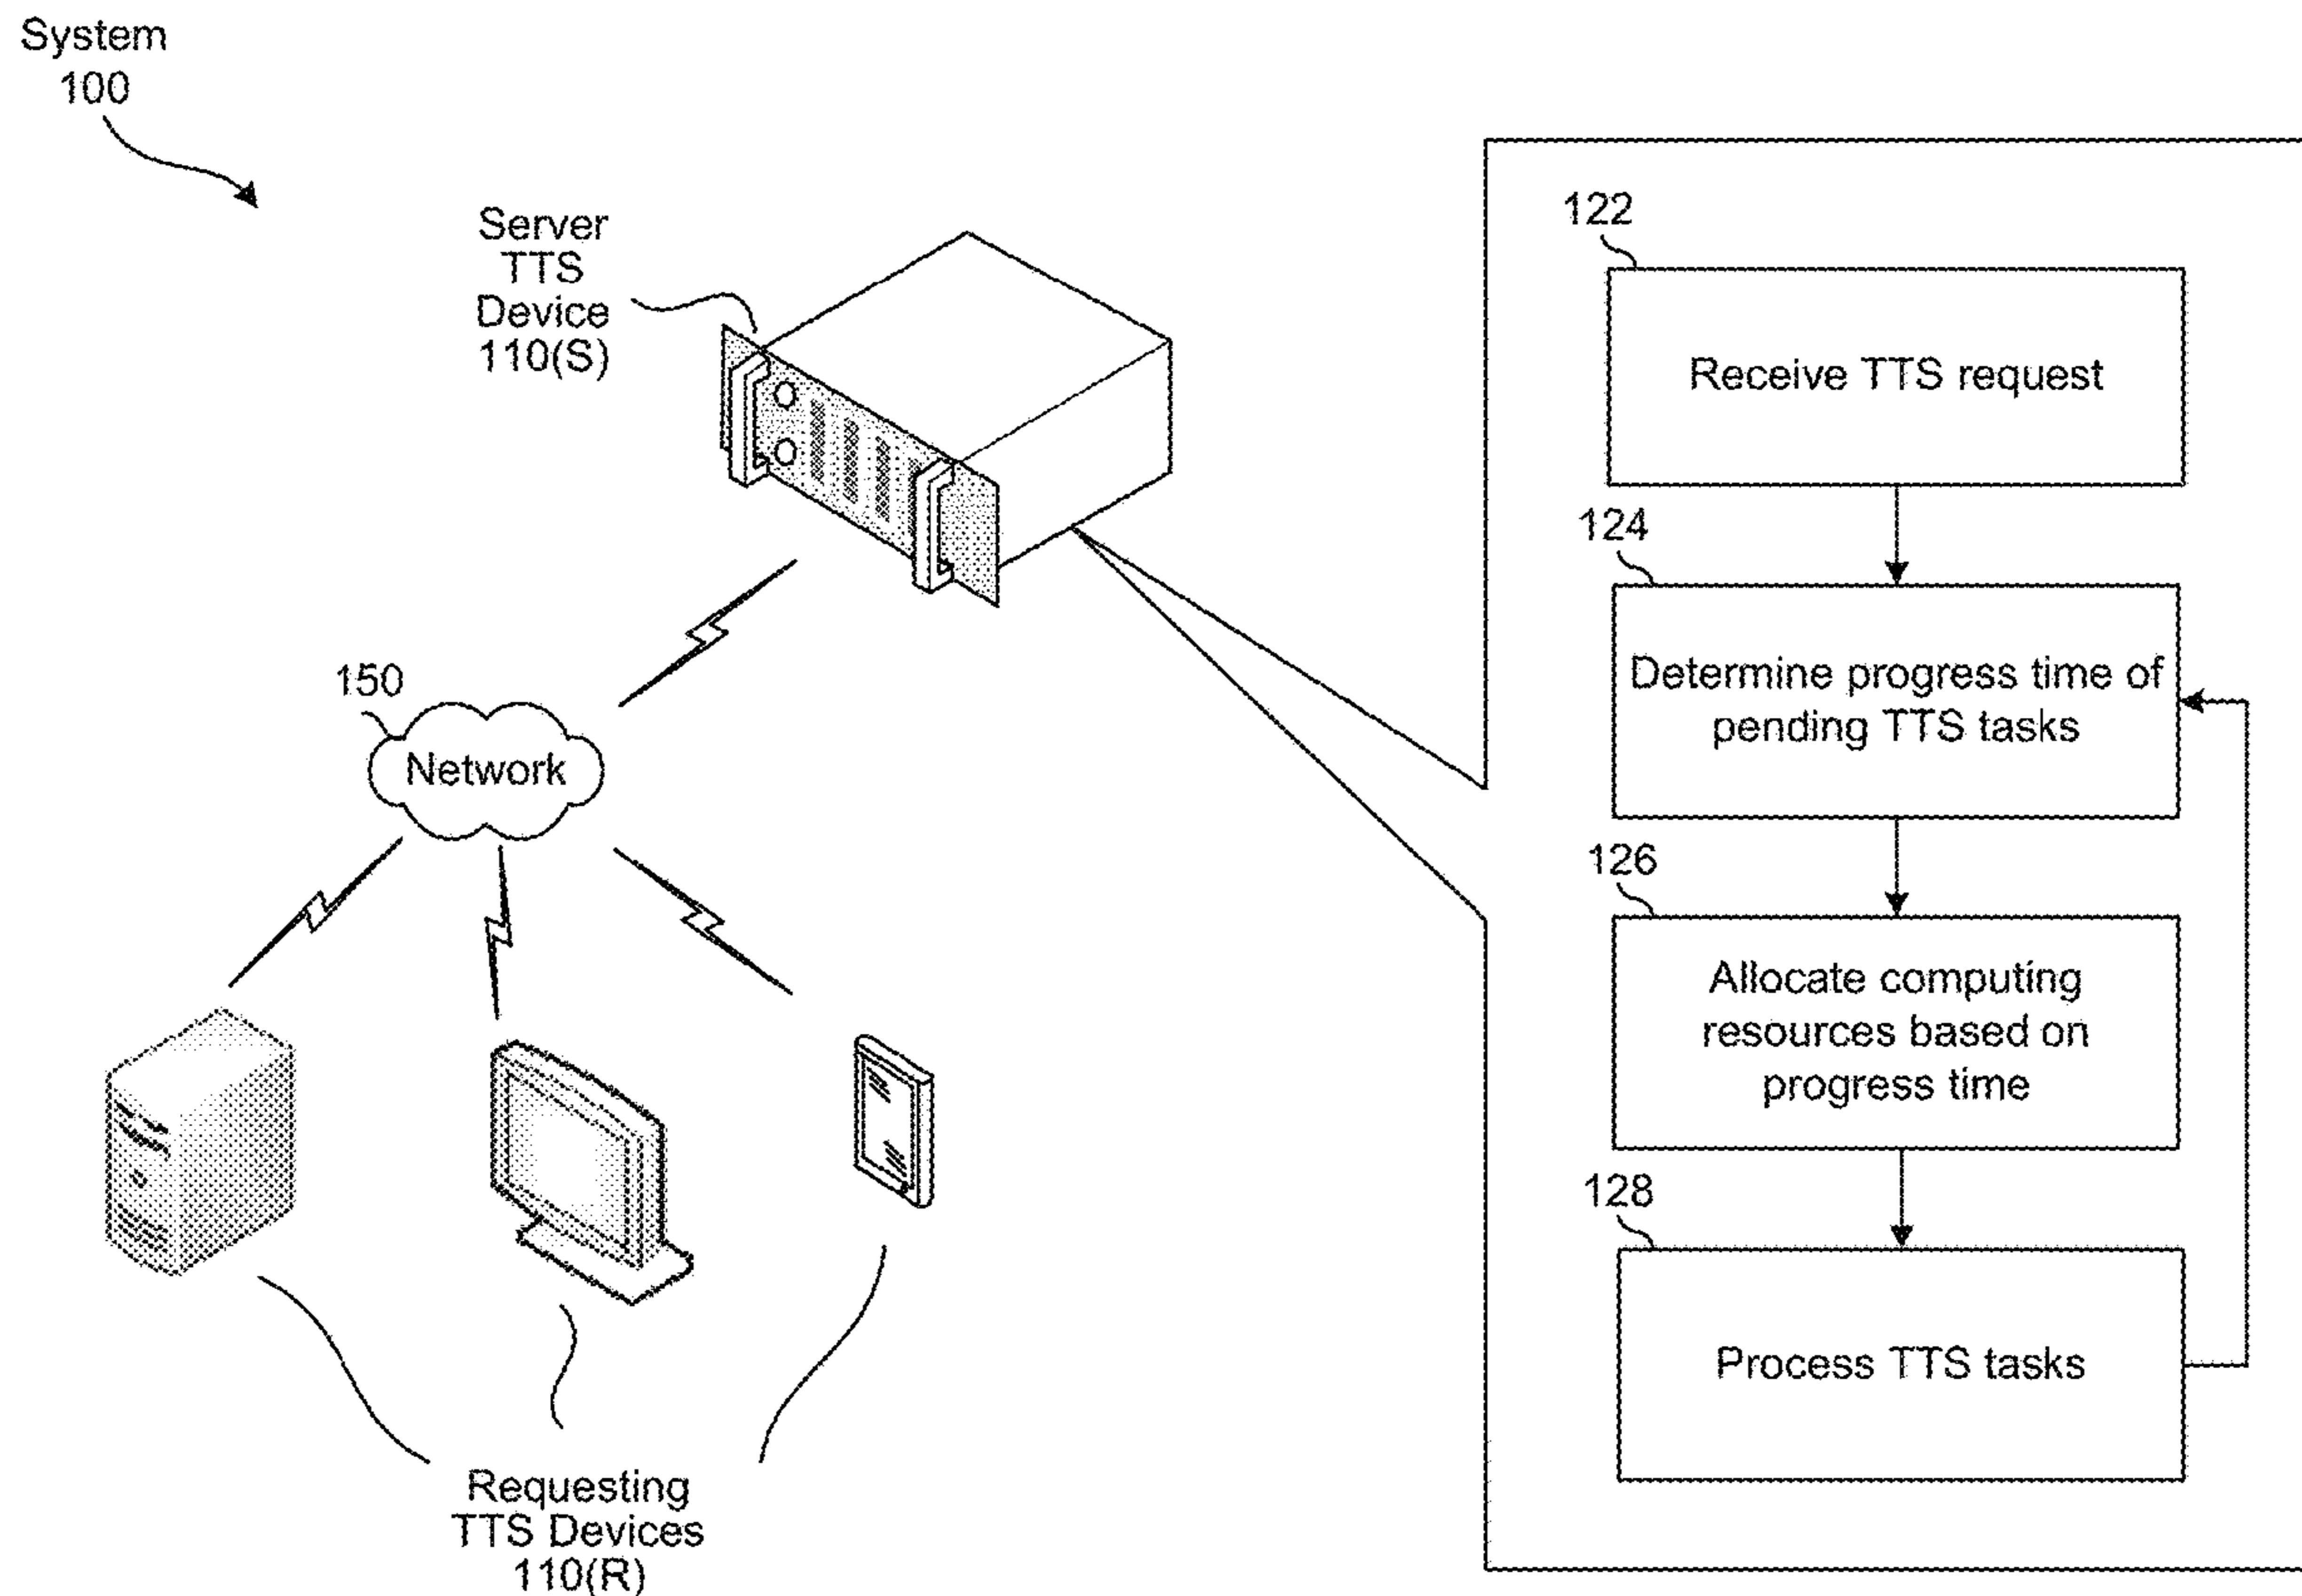 System
100
Server
TTS
Device
110(S)
150
Network
Requesting
TTS Devices
110(R)
122
Receive TTS request
124
Determine progress time of
pending TTS tasks
126
Allocate computing
resources based on
progress time
128
Process TTS tasks